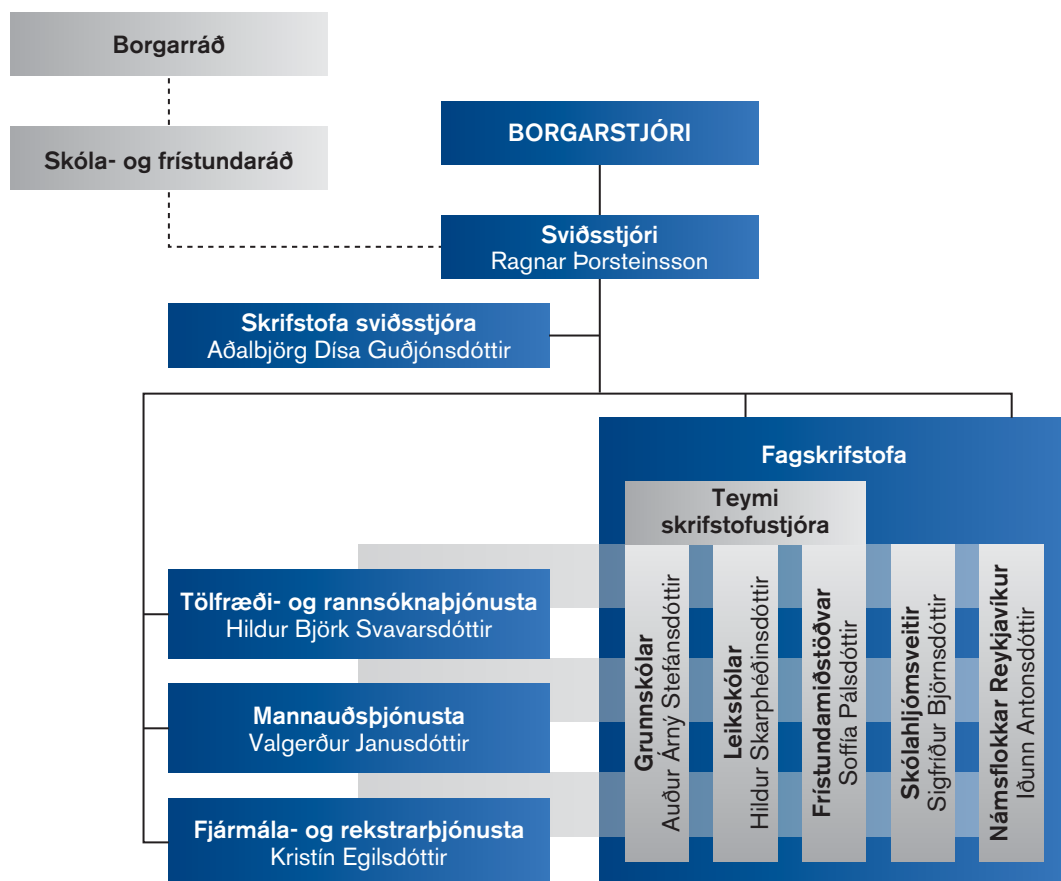 Borgarráð
Skóla- og frístundaráð
BORGARSTJÓRI
Sviðsstjóri
Ragnar Þorsteinsson
Skrifstofa sviðsstjóra
Aðalbjörg Dísa Guðjónsdóttir
Fagskrifstofa
Teymi
skrifstofustjóra
Tölfræði- og rannsóknaþjónusta
Hildur Björk Svavarsdóttir
Mannauðsþjónusta
Valgerður Janusdóttir
Fjármála- og rekstrarþjónusta
Kristín Egilsdóttir
Grunnskólar
Auður Árný Stefánsdóttir
Leikskólar
Hildur Skarphéðinsdóttir
Frístundamiðstöðvar
Soffía Pálsdóttir
Skólahljómsveitir
Sigfríður Björnsdóttir
Námsflokkar Reykjavíkur
Iðunn Antonsdóttir